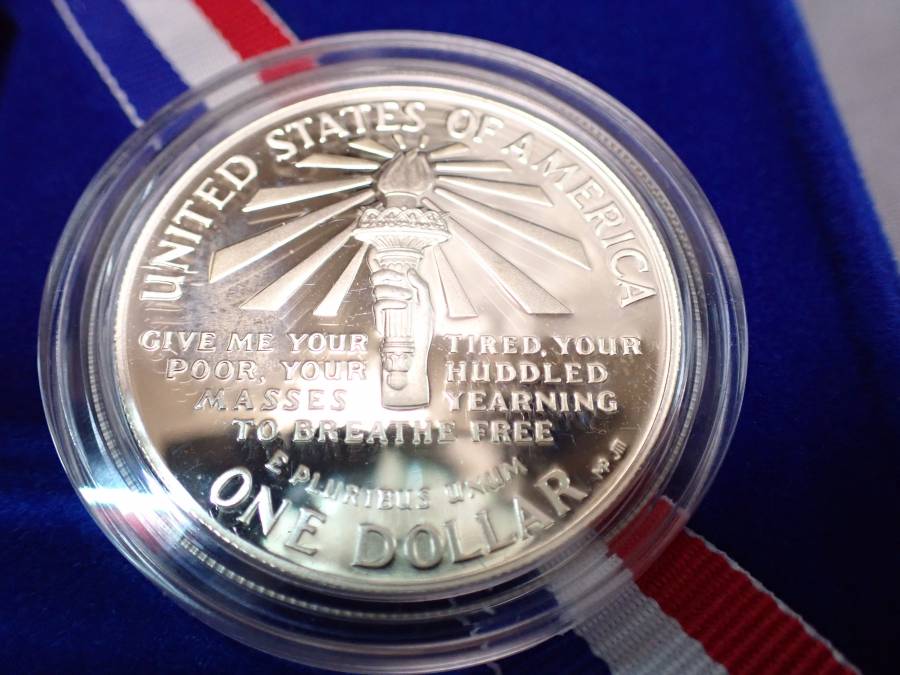 UNITED STATES OF AMERICA
GIVE ME YOUR TIRED, YOUR
POOR, YOUR HUDDLED
MASSES YEARNING
TO BREATHE FREE
E PLURIBUS UNUM
ONE DOLLAR